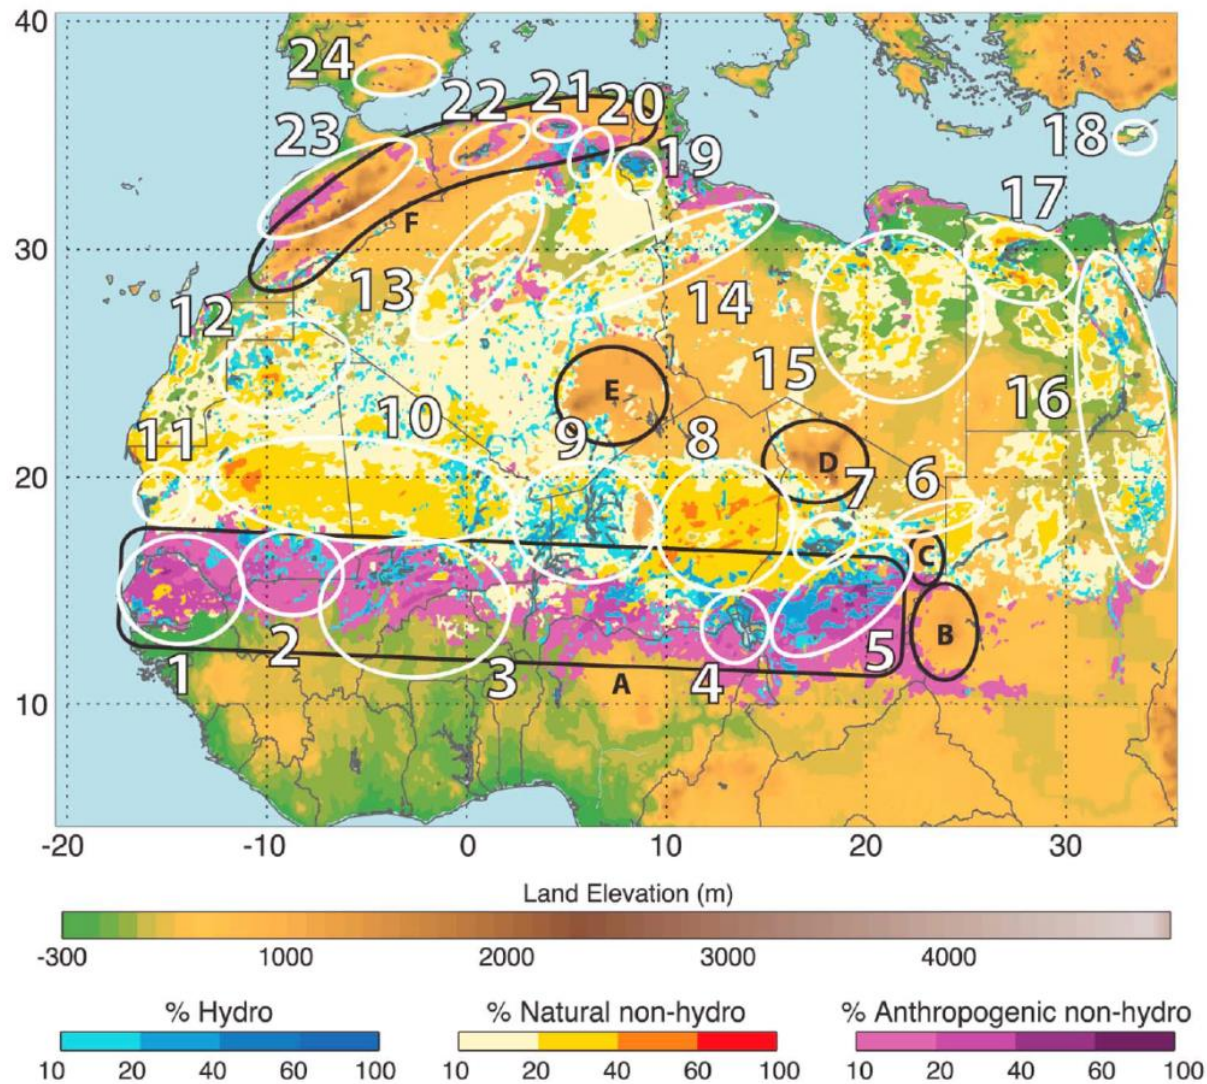 40
24
22 21 20
23
19
18
17
F
30
13
12
14
15
E
16
10
9
8
11
D
7 6
20
C
B
2
5
1
3
4
A
10
-20 -10 0 10 20 30
Land Elevation (m)
-300 1000 2000 3000 4000
% Hydro % Natural non-hydro % Anthropogenic non-hydro
10 20 40 60 100 10 20 40 60 100 10 20 40 60 100